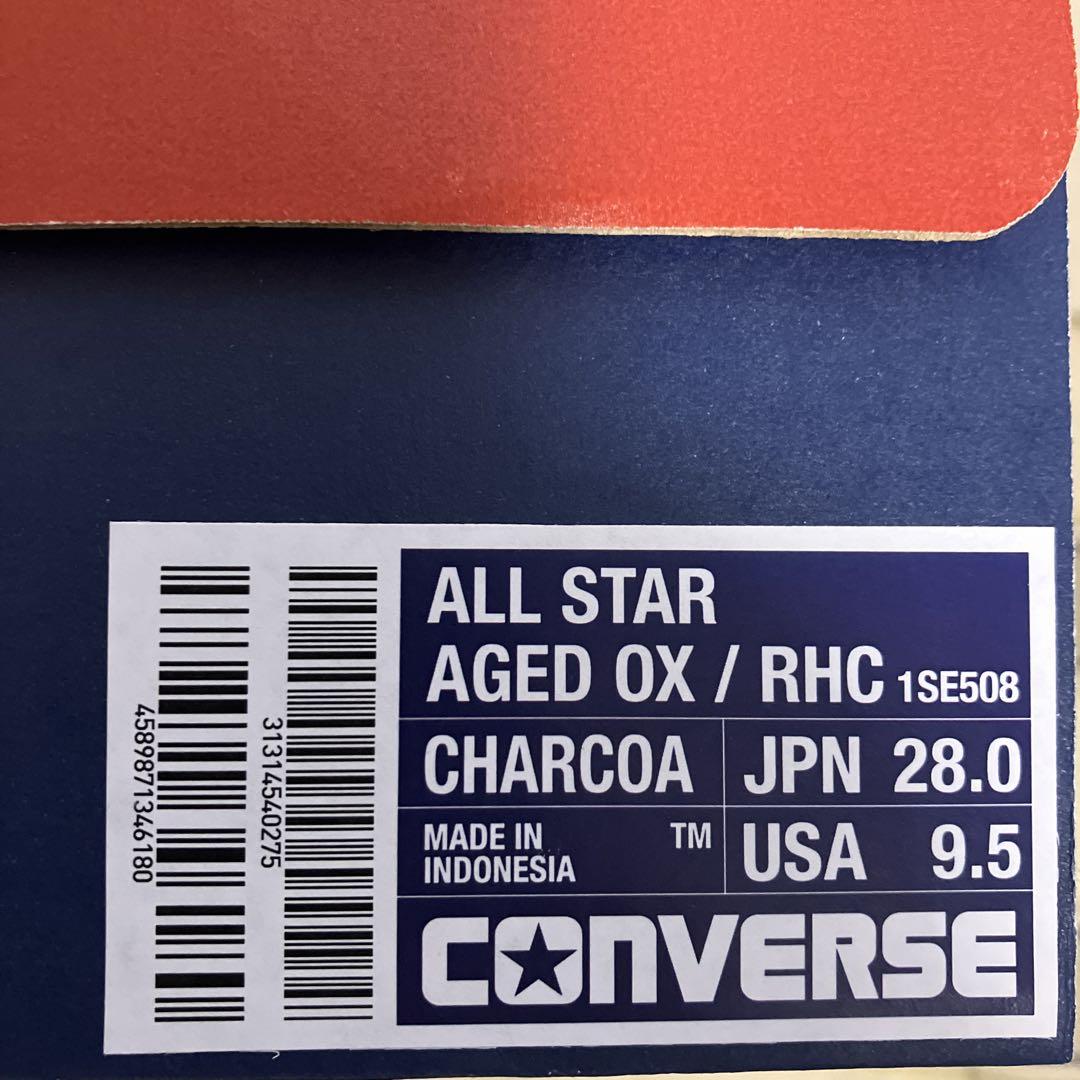 ALL STAR
AGED OX / RHC 1SE508
CHARCOA
JPN 28.0
MADE IN
INDONESIA
TM
USA 9.5
CONVERSE
4589871346180
31314540275